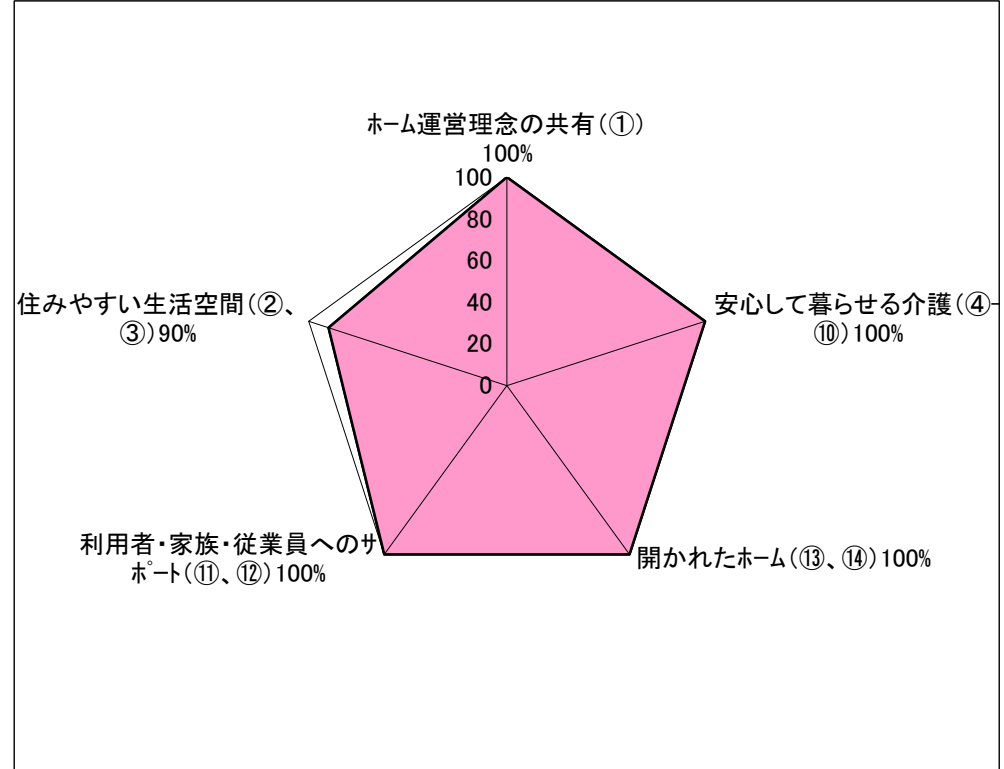 ホーム運営理念の共有(①)
100%
100
80
60
40
20
0
安心して暮らせる介護(④-
⑩)100%
開かれたホーム(⑬、⑭)100%
利用者・家族・従業員へのサ
ポート(⑪、⑫)100%
住みやすい生活空間(②、
③)90%